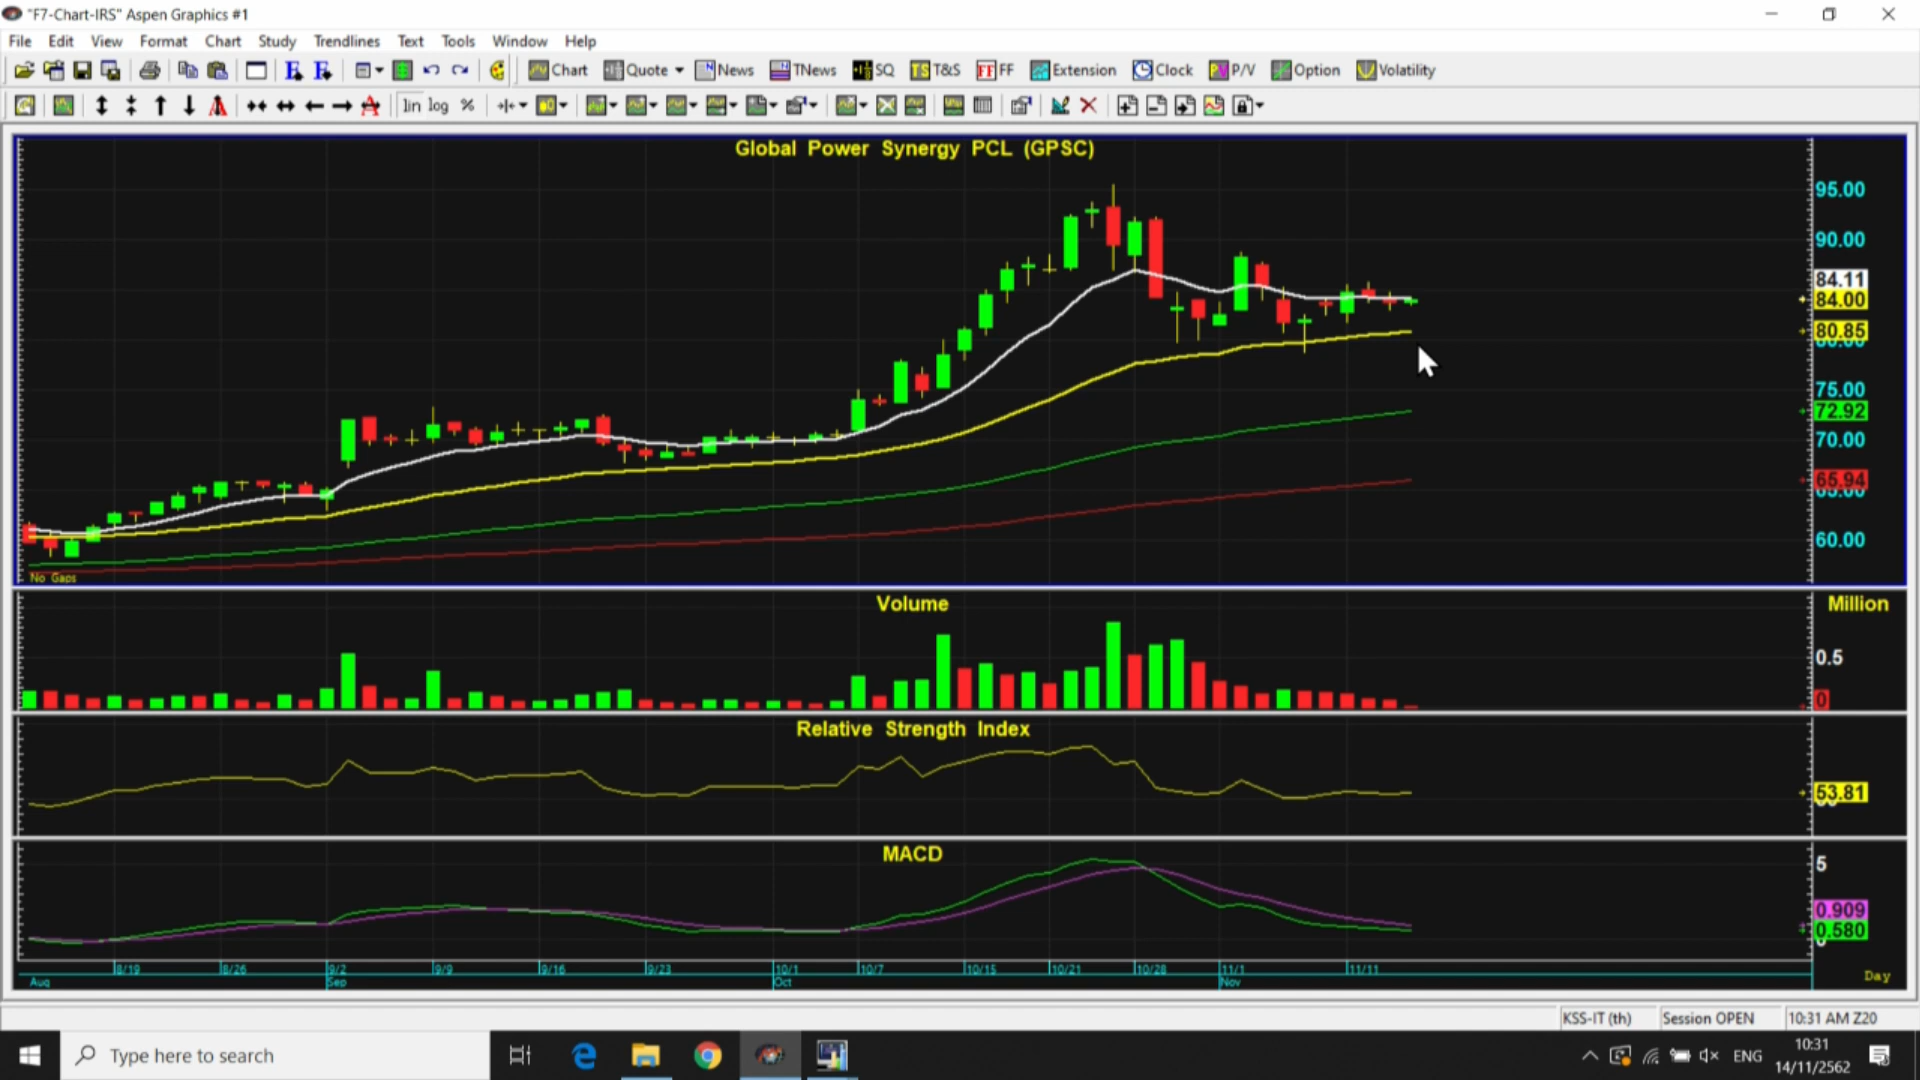 "F7-Chart-IRS" Aspen Graphics #1
File Edit View Format Chart Study Trendlines Text Tools Window Help
Chart Quote News TNews SQ T&S FF Extension Clock P/V Option Volatility
lin log %
Global Power Synergy PCL (GPSC)
95.00
90.00
84.11
84.00
80.85
75.00
72.92
70.00
65.94
60.00
No Gaps
Volume
Million
0.5
0
Relative Strength Index
53.81
MACD
5
0.909
0.580
8/19 8/26 9/2 9/9 9/16 9/23 10/1 10/7 10/15 10/21 10/28 11/1 11/11
Aug Sep Oct Nov
Day
KSS-IT (th) Session OPEN 10:31 AM Z20
Type here to search
ENG
10:31
14/11/2562